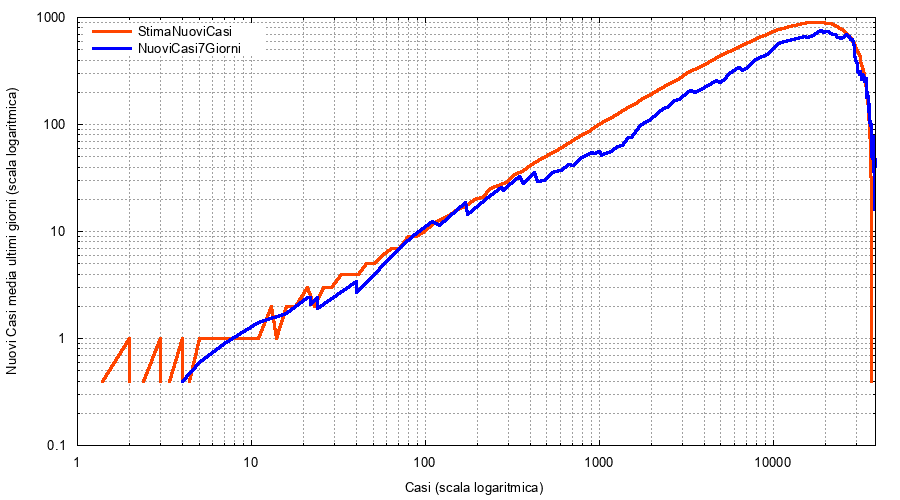 1000
100
10
1
0.1
StimaNuoviCasi
NuoviCasi7Giorni
Nuovi Casi media ultimi giorni (scala logaritmica)
1 10 100 1000 10000
Casi (scala logaritmica)